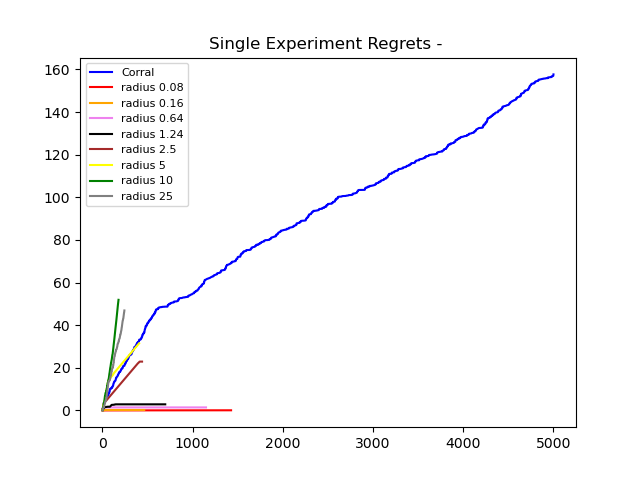 Single Experiment Regrets -
Corral
radius 0.08
radius 0.16
radius 0.64
radius 1.24
radius 2.5
radius 5
radius 10
radius 25
160
140
120
100
80
60
40
20
0
0 1000 2000 3000 4000 5000